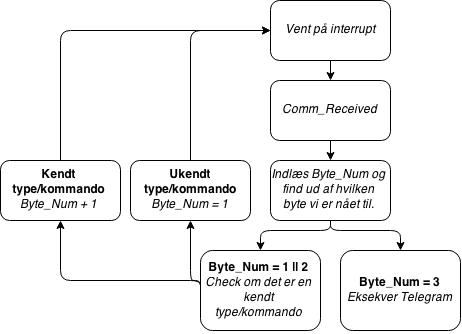 Vent på interrupt
Comm_Received
Kendt
type/kommando
Byte_Num + 1
Ukendt
type/kommando
Byte_Num = 1
Indlæs Byte_Num og
find ud af hvilken
byte vi er nået til.
Byte_Num = 1 || 2
Check om det er en
kendt
type/kommando
Byte_Num = 3
Eksekver Telegram